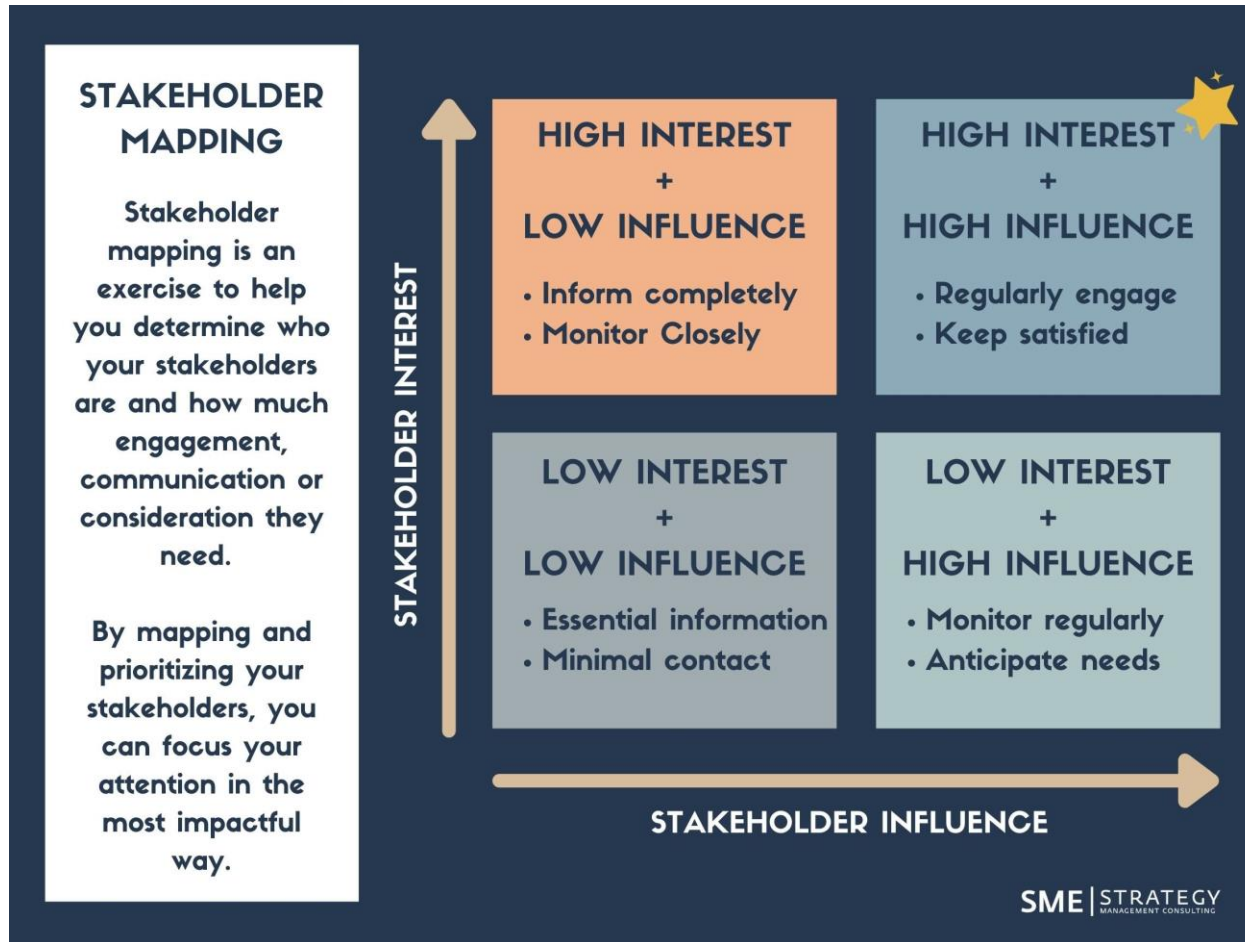 STAKEHOLDER
MAPPING
Stakeholder
mapping is an
exercise to help
you determine who
your stakeholders
are and how much
engagement,
communication or
consideration they
need.
By mapping and
prioritizing your
stakeholders, you
can focus your
attention in the
most impactful
way.
STAKEHOLDER INTEREST
HIGH INTEREST
+
LOW INFLUENCE
• Inform completely
• Monitor Closely
HIGH INTEREST
+
HIGH INFLUENCE
• Regularly engage
• Keep satisfied
LOW INTEREST
+
LOW INFLUENCE
• Essential information
• Minimal contact
LOW INTEREST
+
HIGH INFLUENCE
• Monitor regularly
• Anticipate needs
STAKEHOLDER INFLUENCE
SME | STRATEGY
MANAGEMENT CONSULTING